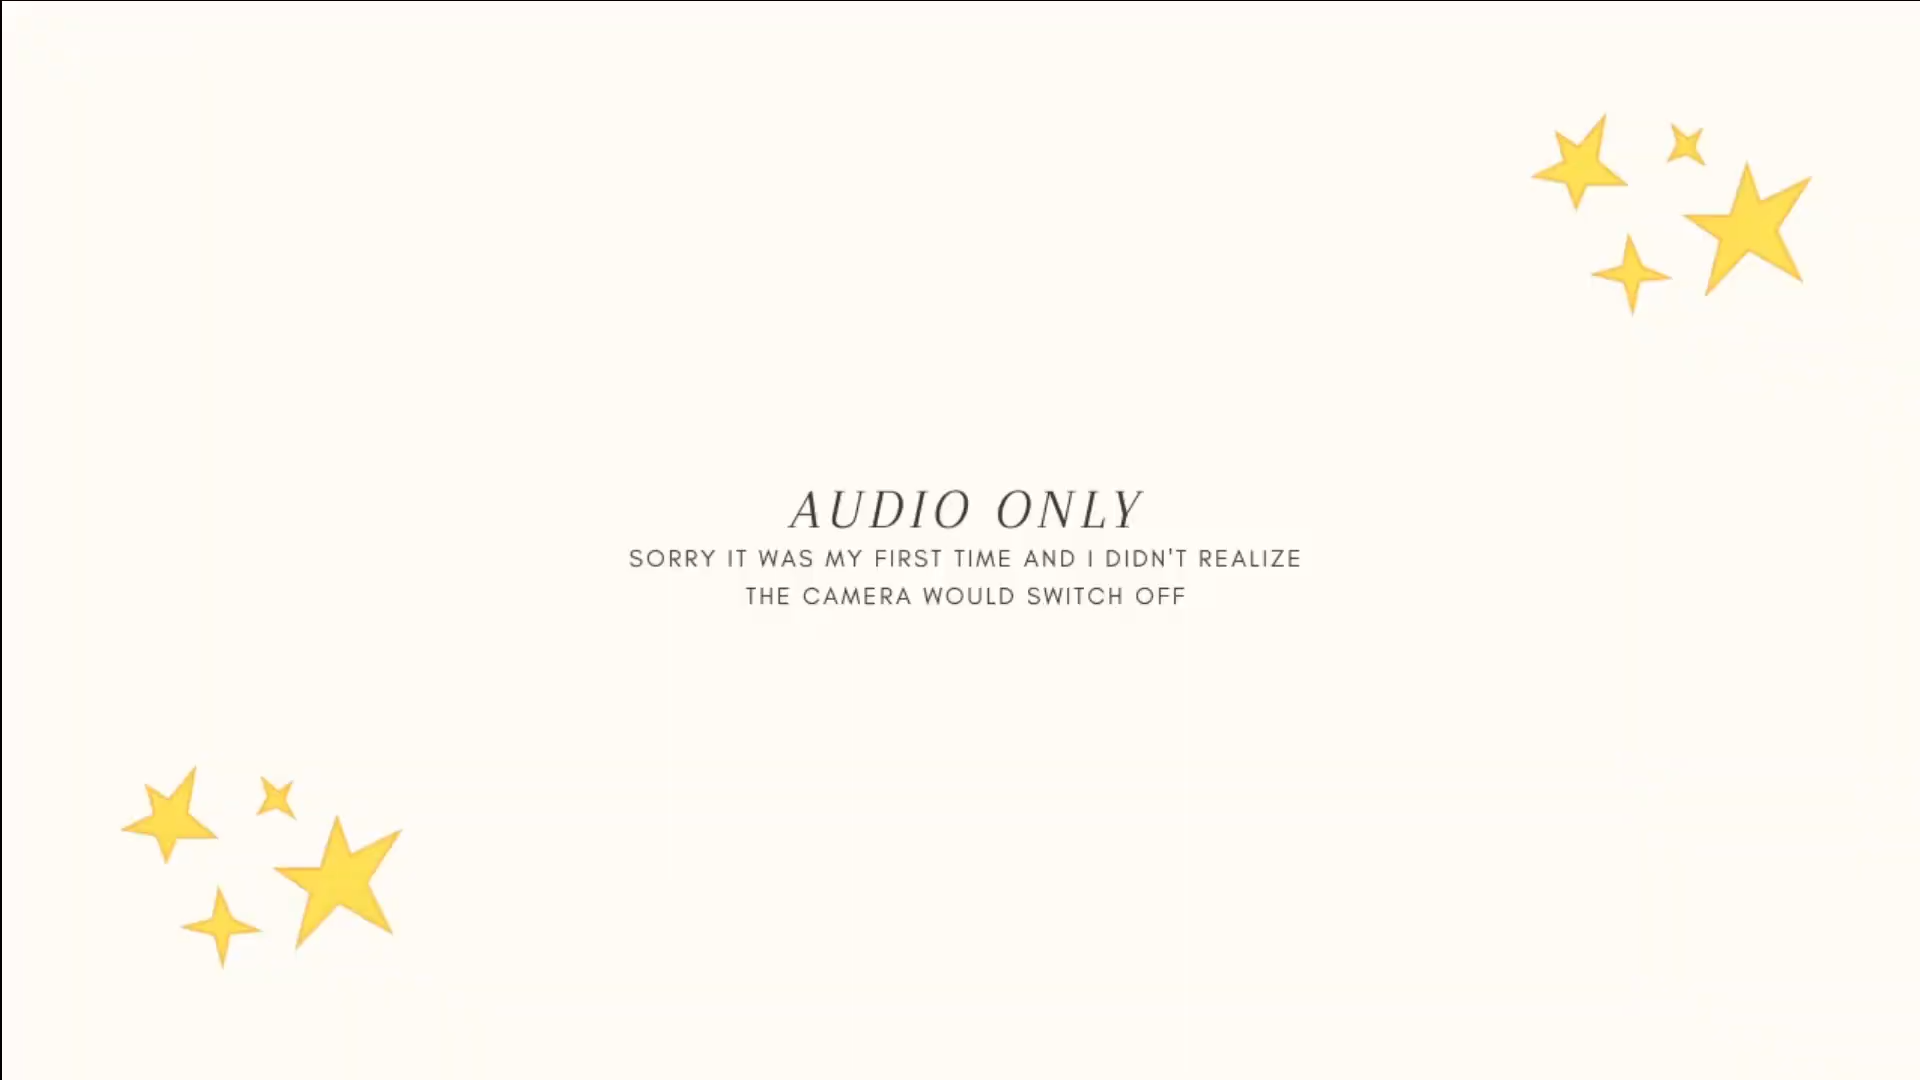 AUDIO ONLY
SORRY IT WAS MY FIRST TIME AND I DIDN'T REALIZE
THE CAMERA WOULD SWITCH OFF